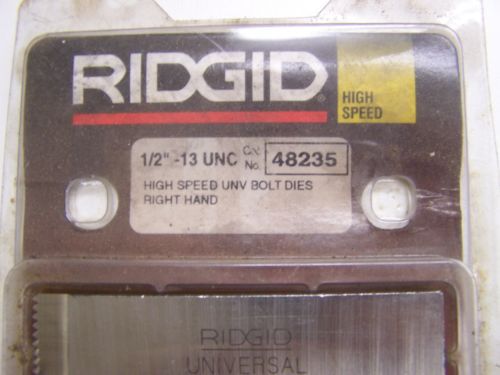 RIDGID
HIGH
SPEED
1/2" -13 UNC Cat. No. 48235
HIGH SPEED UNV BOLT DIES
RIGHT HAND
RIDGID
UNIVERSAL